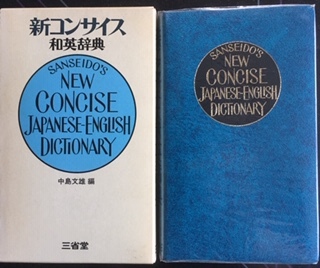 新コンサイス
和英辞典
SANSEIDO'S
NEW
CONCISE
JAPANESE-ENGLISH
DICTIONARY
中島文雄 編
三省堂
SANSEIDO'S
NEW
CONCISE
JAPANESE-ENGLISH
DICTIONARY